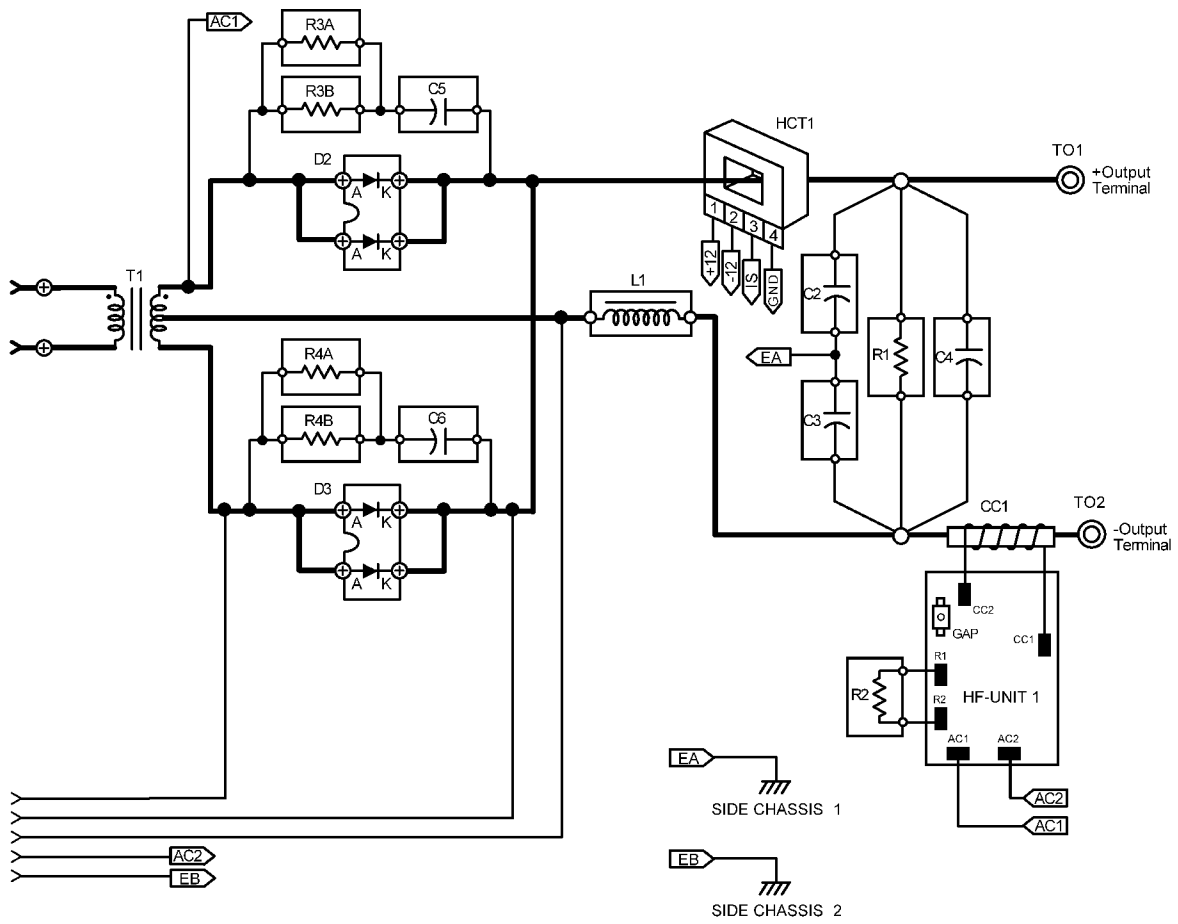 AC1
R3A
R3B
C5
D2
A K
A K
HCT1
1 2 3 4
+12
-12
IS
GND
TO1
+Output
Terminal
T1
L1
C2
EA
R1
C4
C3
R4A
R4B
C6
D3
A K
A K
CC1
TO2
-Output
Terminal
CC2
GAP
CC1
R1
R2
R2
HF-UNIT 1
AC1
AC2
EA
SIDE CHASSIS 1
AC2
AC1
AC2
EB
EB
SIDE CHASSIS 2